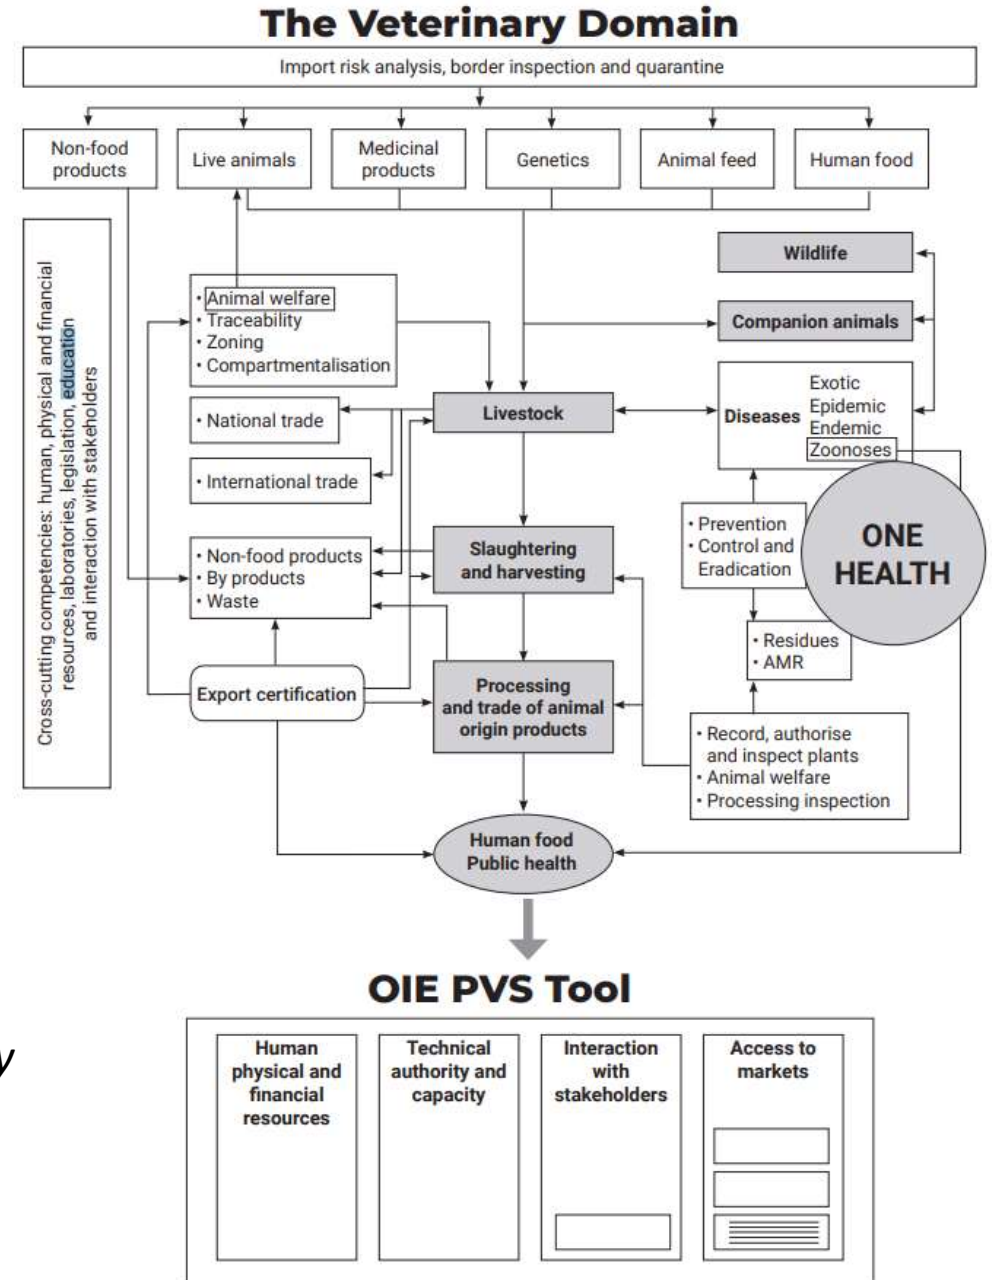 The Veterinary Domain
Import risk analysis, border inspection and quarantine
Non-food
products
Live animals
Medicinal
products
Genetics
Animal feed
Human food
Cross-cutting competencies: human, physical and financial
resources, laboratories, legislation, education
and interaction with stakeholders
• Animal welfare
• Traceability
• Zoning
• Compartmentalisation
Wildlife
Companion animals
• National trade
Livestock
Diseases
Exotic
Epidemic
Endemic
Zoonoses
• International trade
• Prevention
• Control and
Eradication
ONE
HEALTH
• Non-food products
• By products
• Waste
Slaughtering
and harvesting
• Residues
• AMR
Export certification
Processing
and trade of animal
origin products
• Record, authorise
and inspect plants
• Animal welfare
• Processing inspection
Human food
Public health
OIE PVS Tool
y
Human
physical and
financial
resources
Technical
authority and
capacity
Interaction
with
stakeholders
Access to
markets